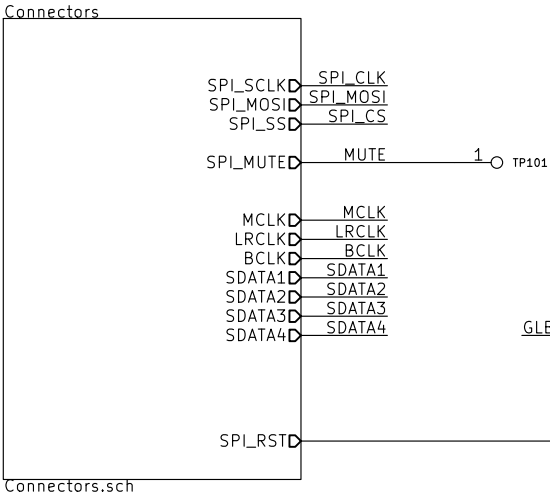 Connectors
SPI_SCLK SPI_CLK
SPI_MOSI SPI_MOSI
SPI_SS SPI_CS
SPI_MUTE MUTE 1 TP101
MCLK MCLK
LRCLK LRCLK
BCLK BCLK
SDATA1 SDATA1
SDATA2 SDATA2
SDATA3 SDATA3
SDATA4 SDATA4
SPI_RST
Connectors.sch